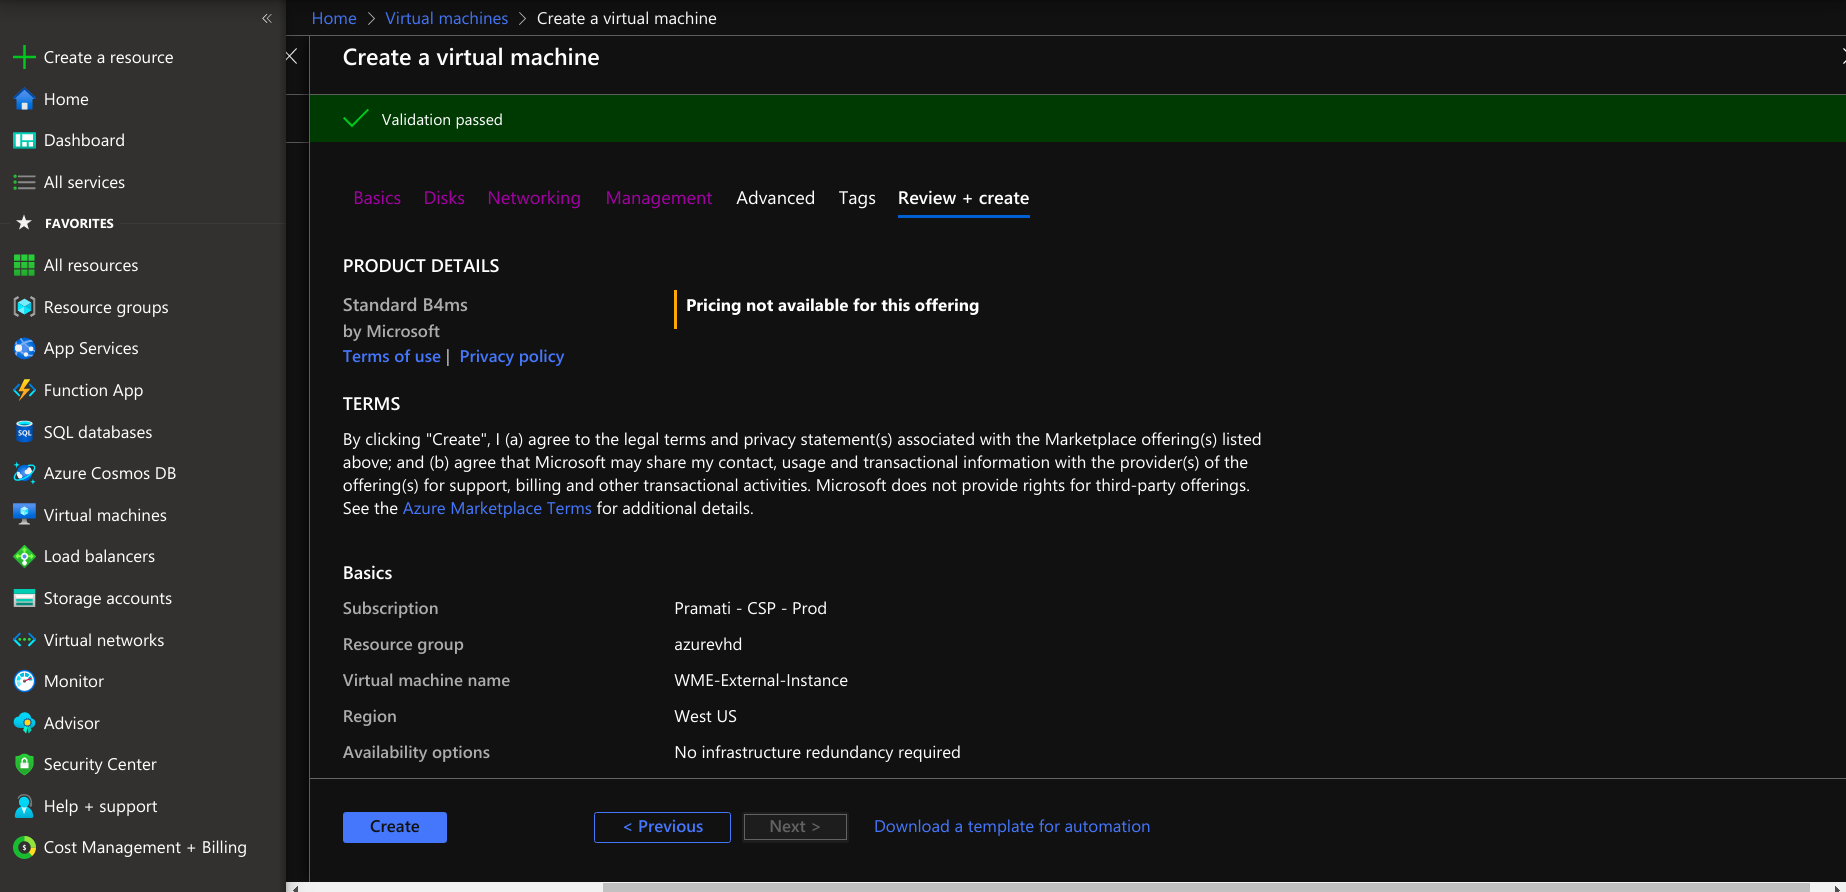 Home > Virtual machines > Create a virtual machine
«
Create a resource
Home
Dashboard
All services
FAVORITES
All resources
Resource groups
App Services
Function App
SQL databases
Azure Cosmos DB
Virtual machines
Load balancers
Storage accounts
Virtual networks
Monitor
Advisor
Security Center
Help + support
Cost Management + Billing
Create a virtual machine
Validation passed
Basics Disks Networking Management Advanced Tags Review + create
PRODUCT DETAILS
Standard B4ms
by Microsoft
Terms of use | Privacy policy
Pricing not available for this offering
TERMS
By clicking "Create", I (a) agree to the legal terms and privacy statement(s) associated with the Marketplace offering(s) listed
above; and (b) agree that Microsoft may share my contact, usage and transactional information with the provider(s) of the
offering(s) for support, billing and other transactional activities. Microsoft does not provide rights for third-party offerings.
See the Azure Marketplace Terms for additional details.
Basics
Subscription Pramati - CSP - Prod
Resource group azurevhd
Virtual machine name WME-External-Instance
Region West US
Availability options No infrastructure redundancy required
Create < Previous Next > Download a template for automation